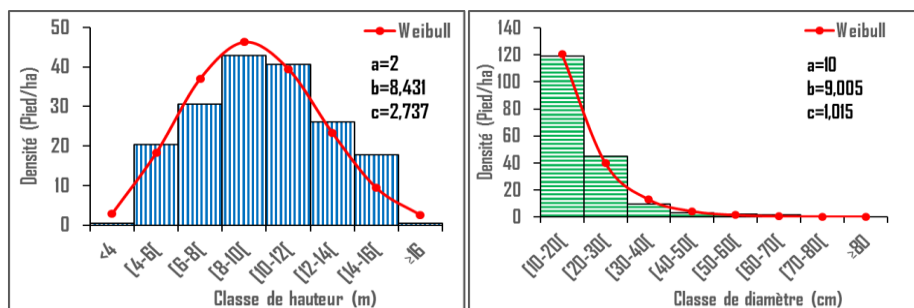 50
40
30
20
10
0
Densité (Pied/ha)
Weibull
a=2
b=8,431
c=2,737
<4
[4-6[
[6-8[
[8-10[
[10-12[
[12-14[
[14-16[
≥16
Classe de hauteur (m)
140
120
100
80
60
40
20
0
Densité (Pied/ha)
Weibull
a=10
b=9,005
c=1,015
[10-20[
[20-30[
[30-40[
[40-50[
[50-60[
[60-70[
[70-80[
≥80
Classe de diamètre (cm)